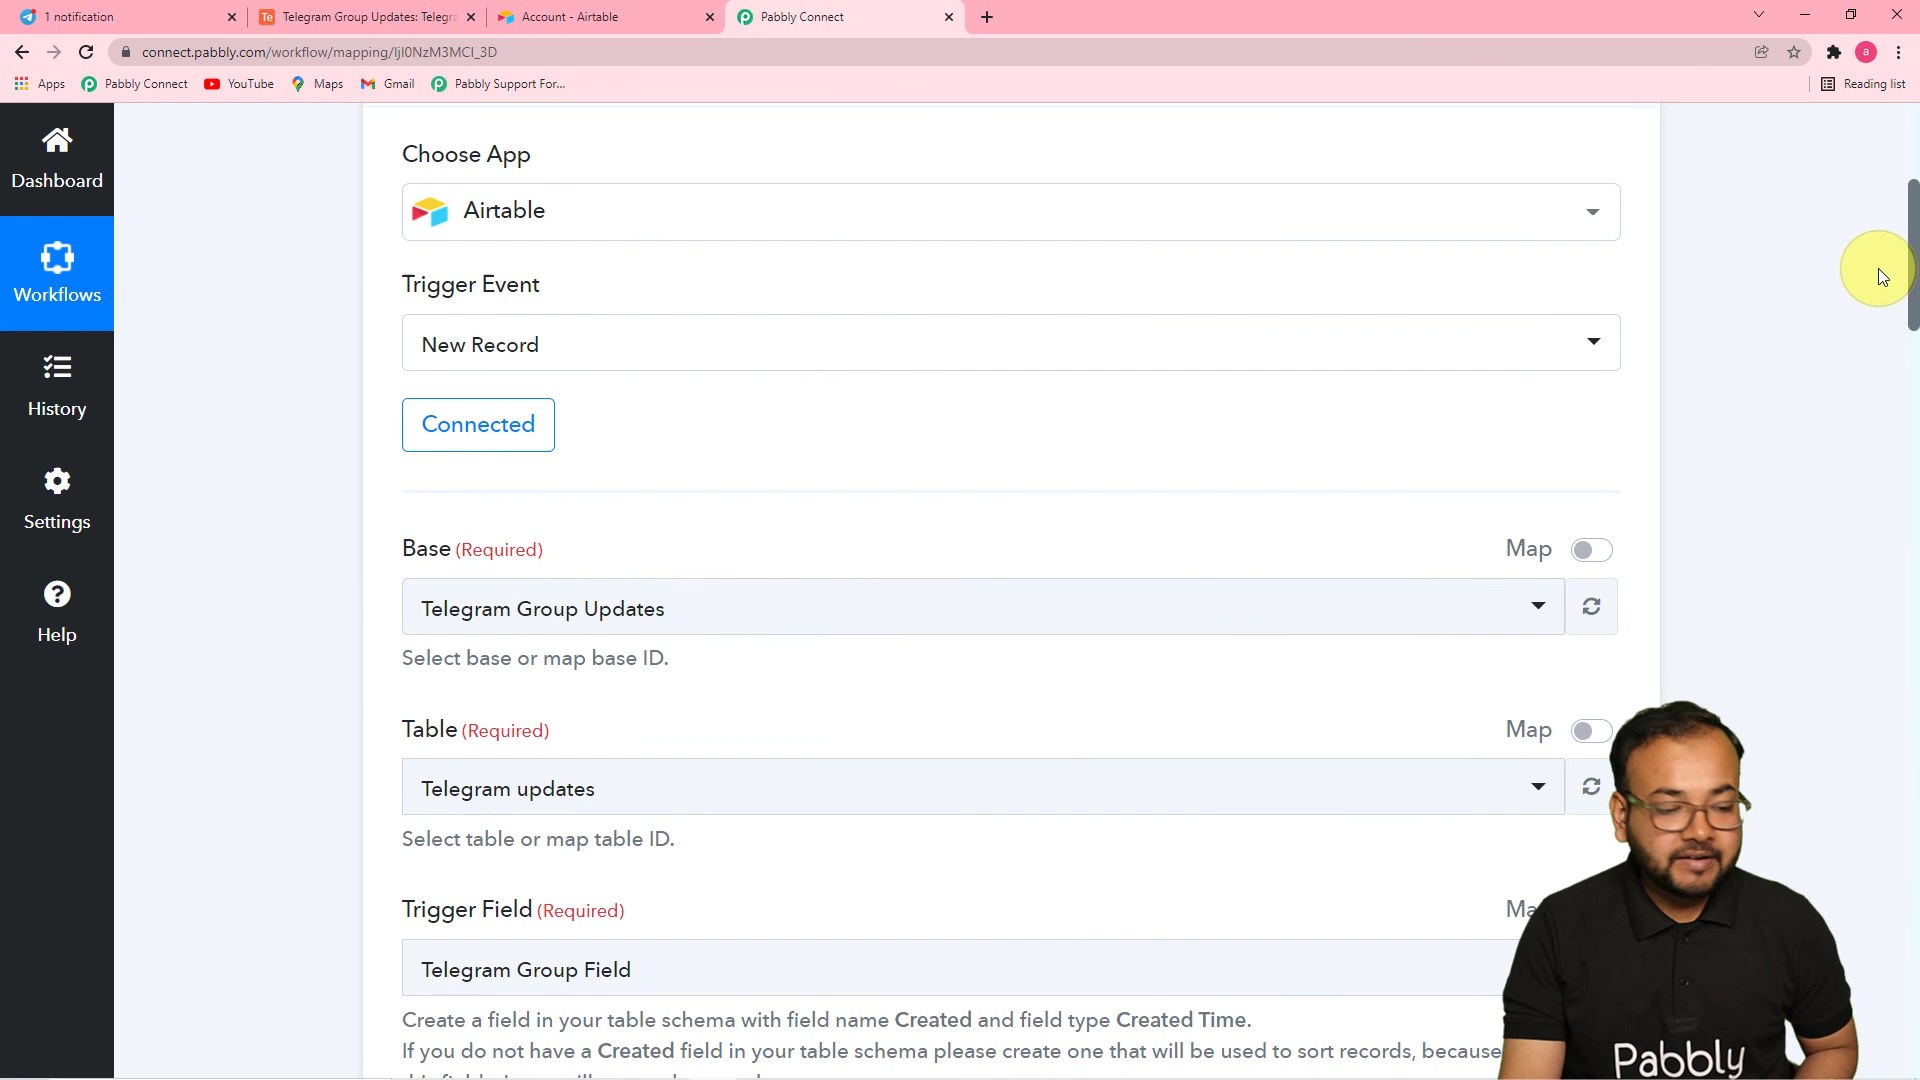 1 notification
Te
Telegram Group Updates: Telegra
Account - Airtable
Pabbly Connect
connect.pabbly.com/workflow/mapping/IjI0NzM3MCI_3D
a
Apps
Pabbly Connect
YouTube
Maps
Gmail
Pabbly Support For...
Reading list
Dashboard
Workflows
History
Settings
Help
Choose App
Airtable
Trigger Event
New Record
Connected
Base (Required)
Map
Telegram Group Updates
Select base or map base ID.
Table (Required)
Map
Telegram updates
Select table or map table ID.
Trigger Field (Required)
Telegram Group Field
Create a field in your table schema with field name Created and field type Created Time.
If you do not have a Created field in your table schema please create one that will be used to sort records, because
Pabbly